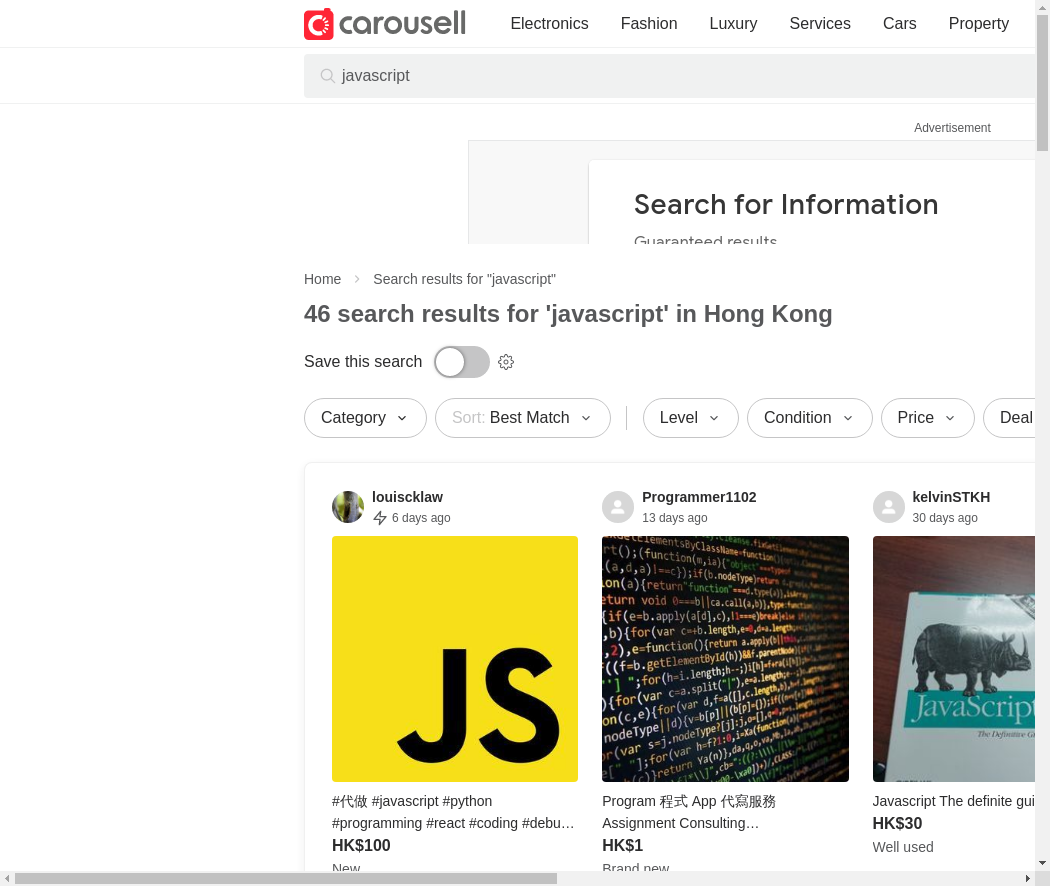 carousell
Electronics
Fashion
Luxury
Services
Cars
Property
javascript
Advertisement
Search for Information
Guaranteed results
Home
Search results for "javascript"
46 search results for 'javascript' in Hong Kong
Save this search
Category
Sort: Best Match
Level
Condition
Price
Deal
louiscklaw
6 days ago
Programmer1102
13 days ago
kelvinSTKH
30 days ago
JS
JavaScript
The Definitive
#代做 #javascript #python
#programming #react #coding #debu…
HK$100
New
Program 程式 App 代寫服務
Assignment Consulting…
HK$1
Brand new
Javascript The definite gui
HK$30
Well used